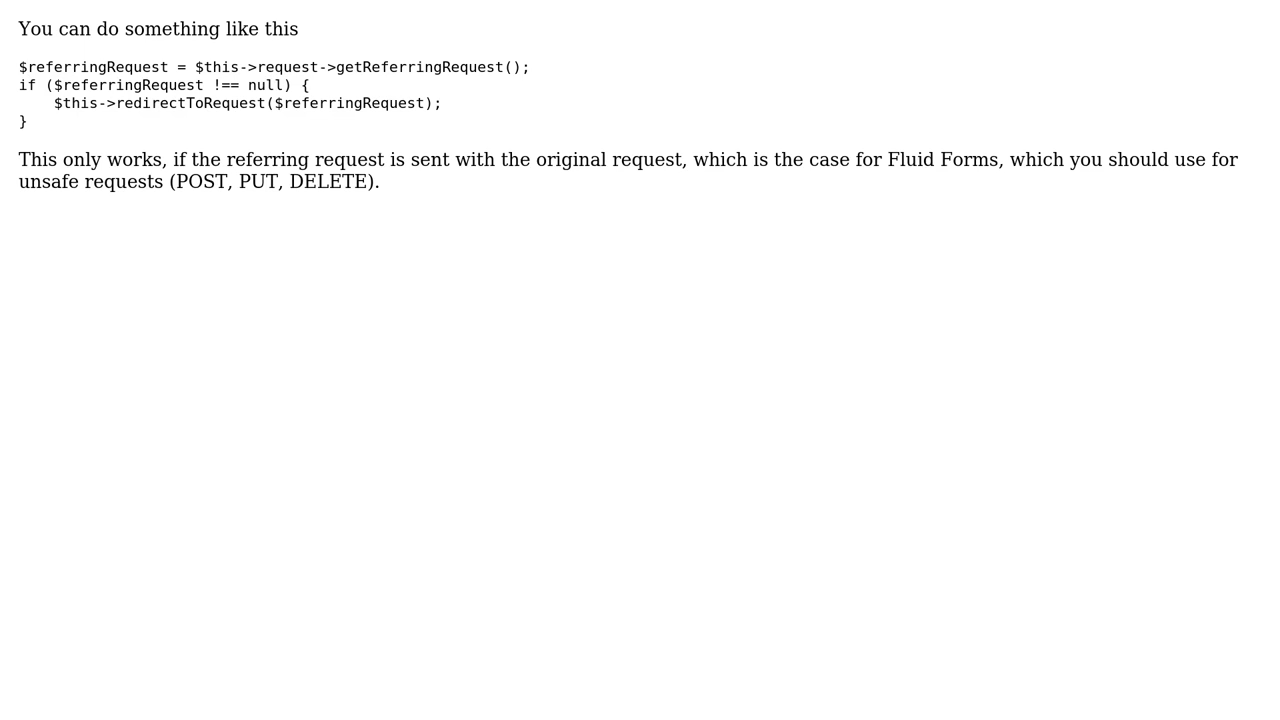 You can do something like this
$referringRequest = $this->request->getReferringRequest();
if ($referringRequest !== null) {
    $this->redirectToRequest($referringRequest);
}
This only works, if the referring request is sent with the original request, which is the case for Fluid Forms, which you should use for
unsafe requests (POST, PUT, DELETE).